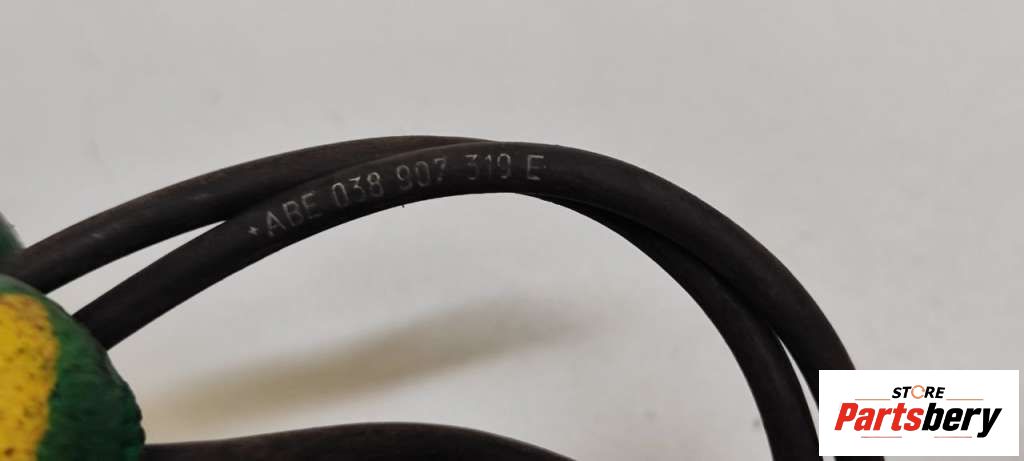 +ABE 038 907 319 E
STORE
Partsbery